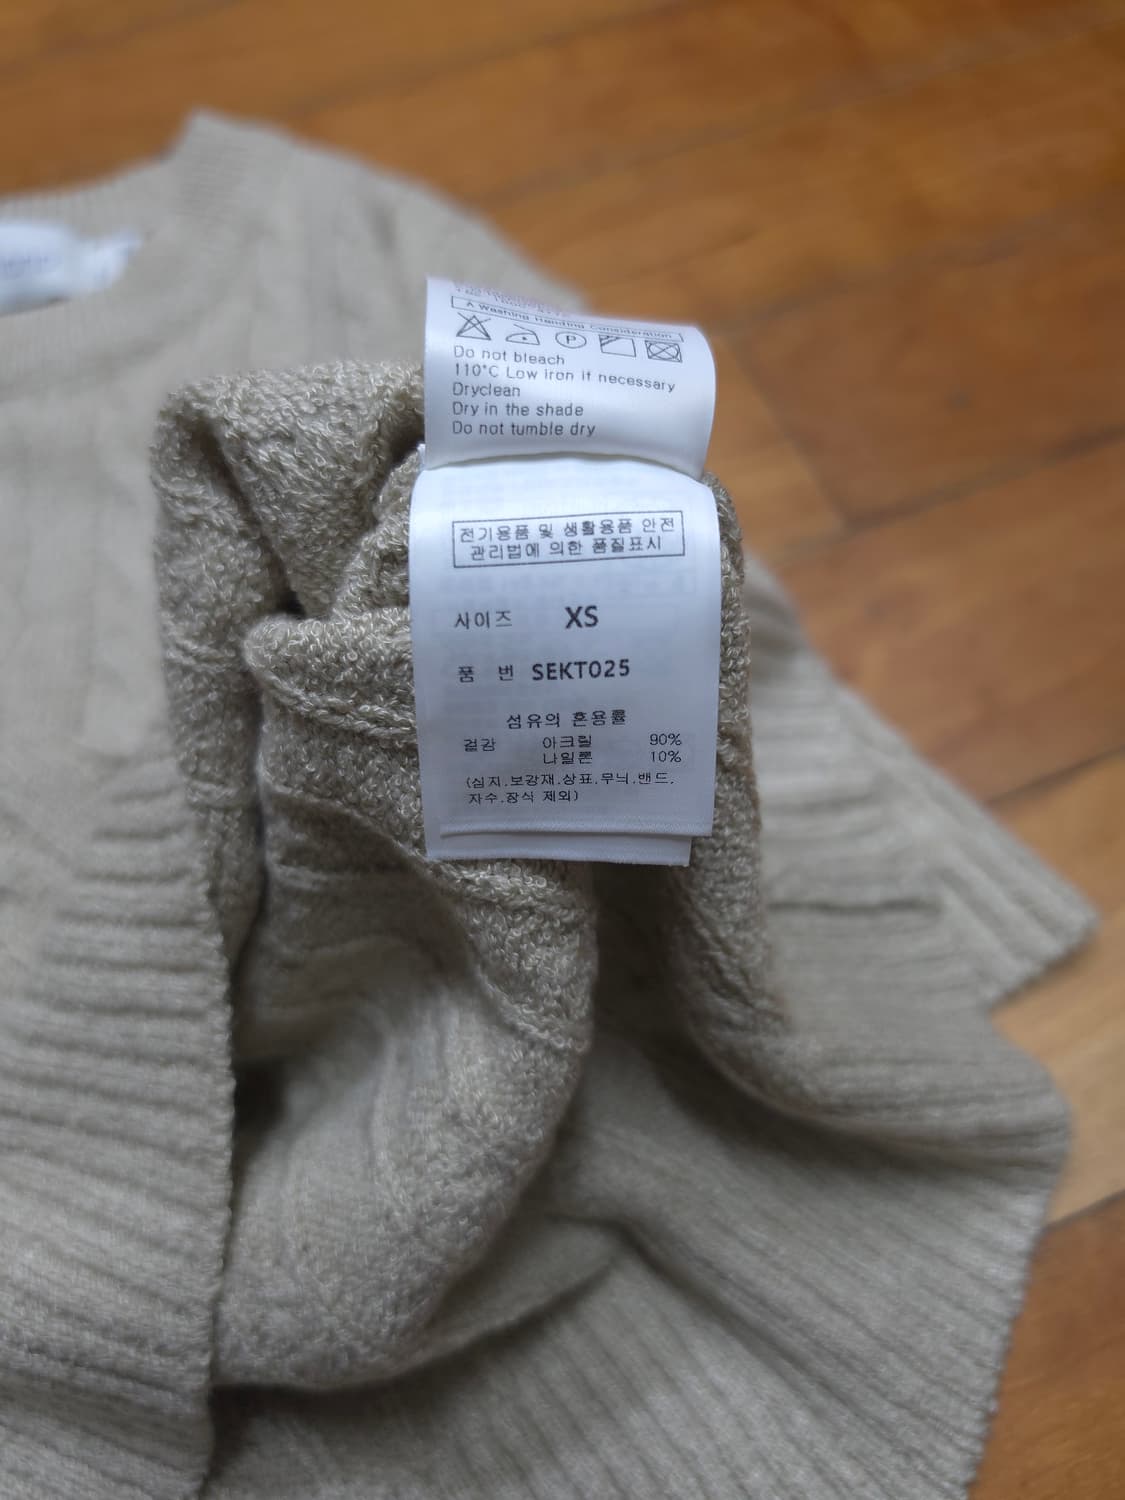 A Washing Handing Consideration
P
Do not bleach
110°C Low iron if necessary
Dryclean
Dry in the shade
Do not tumble dry
전기용품 및 생활용품 안전
관리법에 의한 품질표시
사이즈 XS
품 번 SEKT025
섬유의 혼용률
겉감 아크릴 90%
나일론 10%
(심지.보강재.상표.무늬.밴드.
자수.장식 제외)